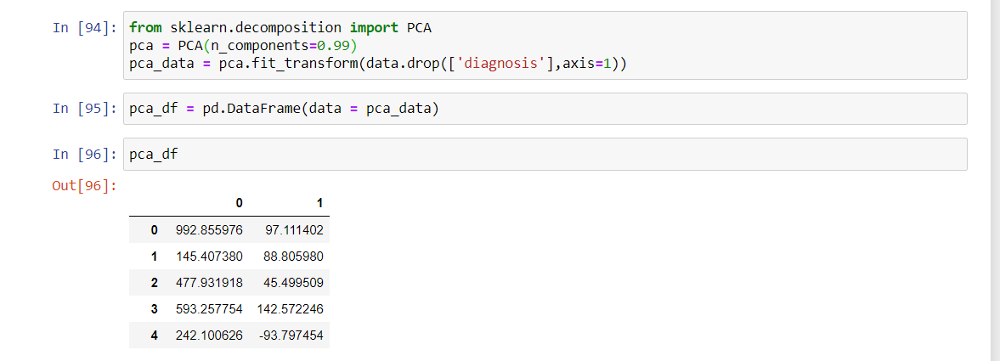 In [94]: from sklearn.decomposition import PCA
pca = PCA(n_components=0.99)
pca_data = pca.fit_transform(data.drop(['diagnosis'],axis=1))
In [95]: pca_df = pd.DataFrame(data = pca_data)
In [96]: pca_df
Out[96]:
0 1
0 992.855976 97.111402
1 145.407380 88.805980
2 477.931918 45.499509
3 593.257754 142.572246
4 242.100626 -93.797454